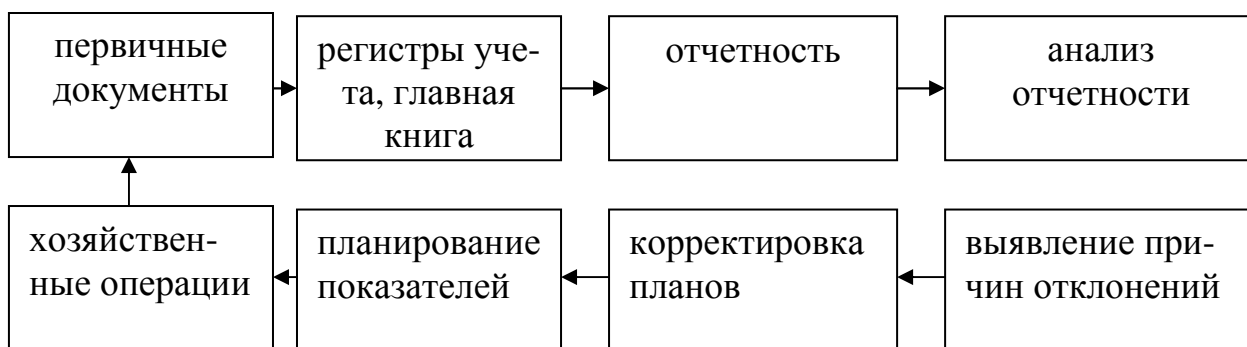 первичные
документы
регистры уче-
та, главная
книга
отчетность
анализ
отчетности
хозяйствен-
ные операции
планирование
показателей
корректировка
планов
выявление при-
чин отклонений